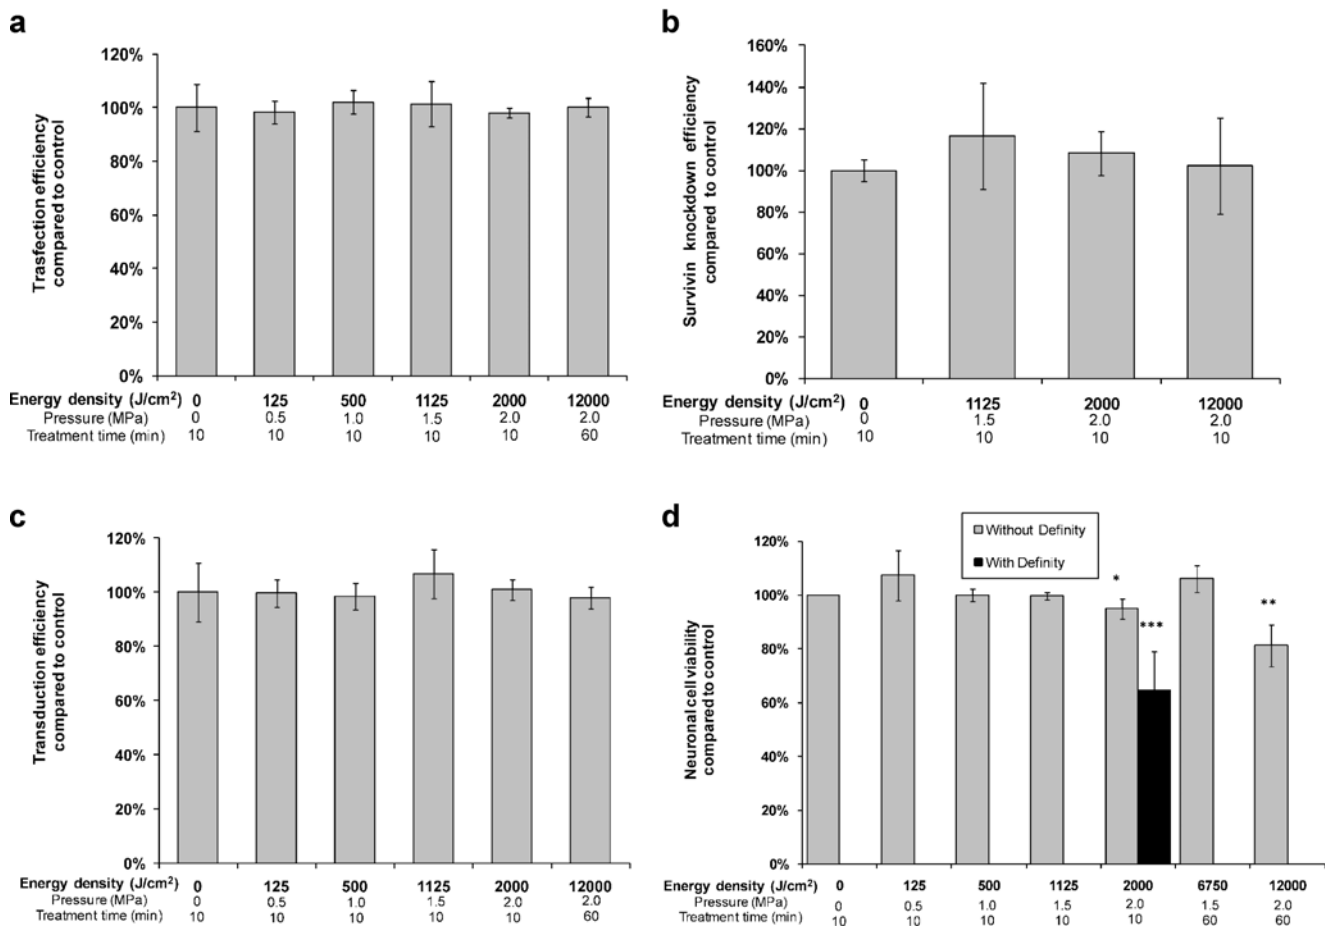 a
120%
100%
80%
60%
40%
20%
0%
Trasfection efficiency
compared to control
Energy density (J/cm²) 0 125 500 1125 2000 12000
Pressure (MPa) 0 0.5 1.0 1.5 2.0 2.0
Treatment time (min) 10 10 10 10 10 60
b
160%
140%
120%
100%
80%
60%
40%
20%
0%
Survivin knockdown efficiency
compared to control
Energy density (J/cm²) 0 1125 2000 12000
Pressure (MPa) 0 1.5 2.0 2.0
Treatment time (min) 10 10 10 10
c
120%
100%
80%
60%
40%
20%
0%
Transduction efficiency
compared to control
Energy density (J/cm²) 0 125 500 1125 2000 12000
Pressure (MPa) 0 0.5 1.0 1.5 2.0 2.0
Treatment time (min) 10 10 10 10 10 60
d
Without Definity
With Definity
120%
100%
80%
60%
40%
20%
0%
*
***
**
Neuronal cell viability
compared to control
Energy density (J/cm²) 0 125 500 1125 2000 6750 12000
Pressure (MPa) 0 0.5 1.0 1.5 2.0 1.5 2.0
Treatment time (min) 10 10 10 10 10 60 60